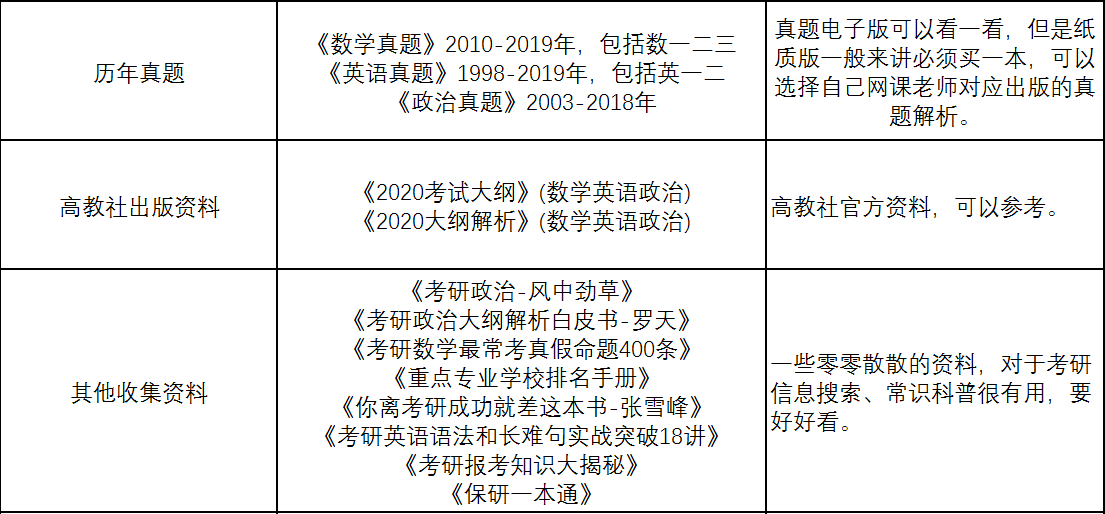 历年真题
《数学真题》2010-2019年，包括数一二三
《英语真题》1998-2019年，包括英一二
《政治真题》2003-2018年
真题电子版可以看一看，但是纸
质版一般来讲必须买一本，可以
选择自己网课老师对应出版的真
题解析。
高教社出版资料
《2020考试大纲》(数学英语政治)
《2020大纲解析》(数学英语政治)
高教社官方资料，可以参考。
其他收集资料
《考研政治-风中劲草》
《考研政治大纲解析白皮书-罗天》
《考研数学最常考真假命题400条》
《重点专业学校排名手册》
《你离考研成功就差这本书-张雪峰》
《考研英语语法和长难句实战突破18讲》
《考研报考知识大揭秘》
《保研一本通》
一些零零散散的资料，对于考研
信息搜索、常识科普很有用，要
好好看。